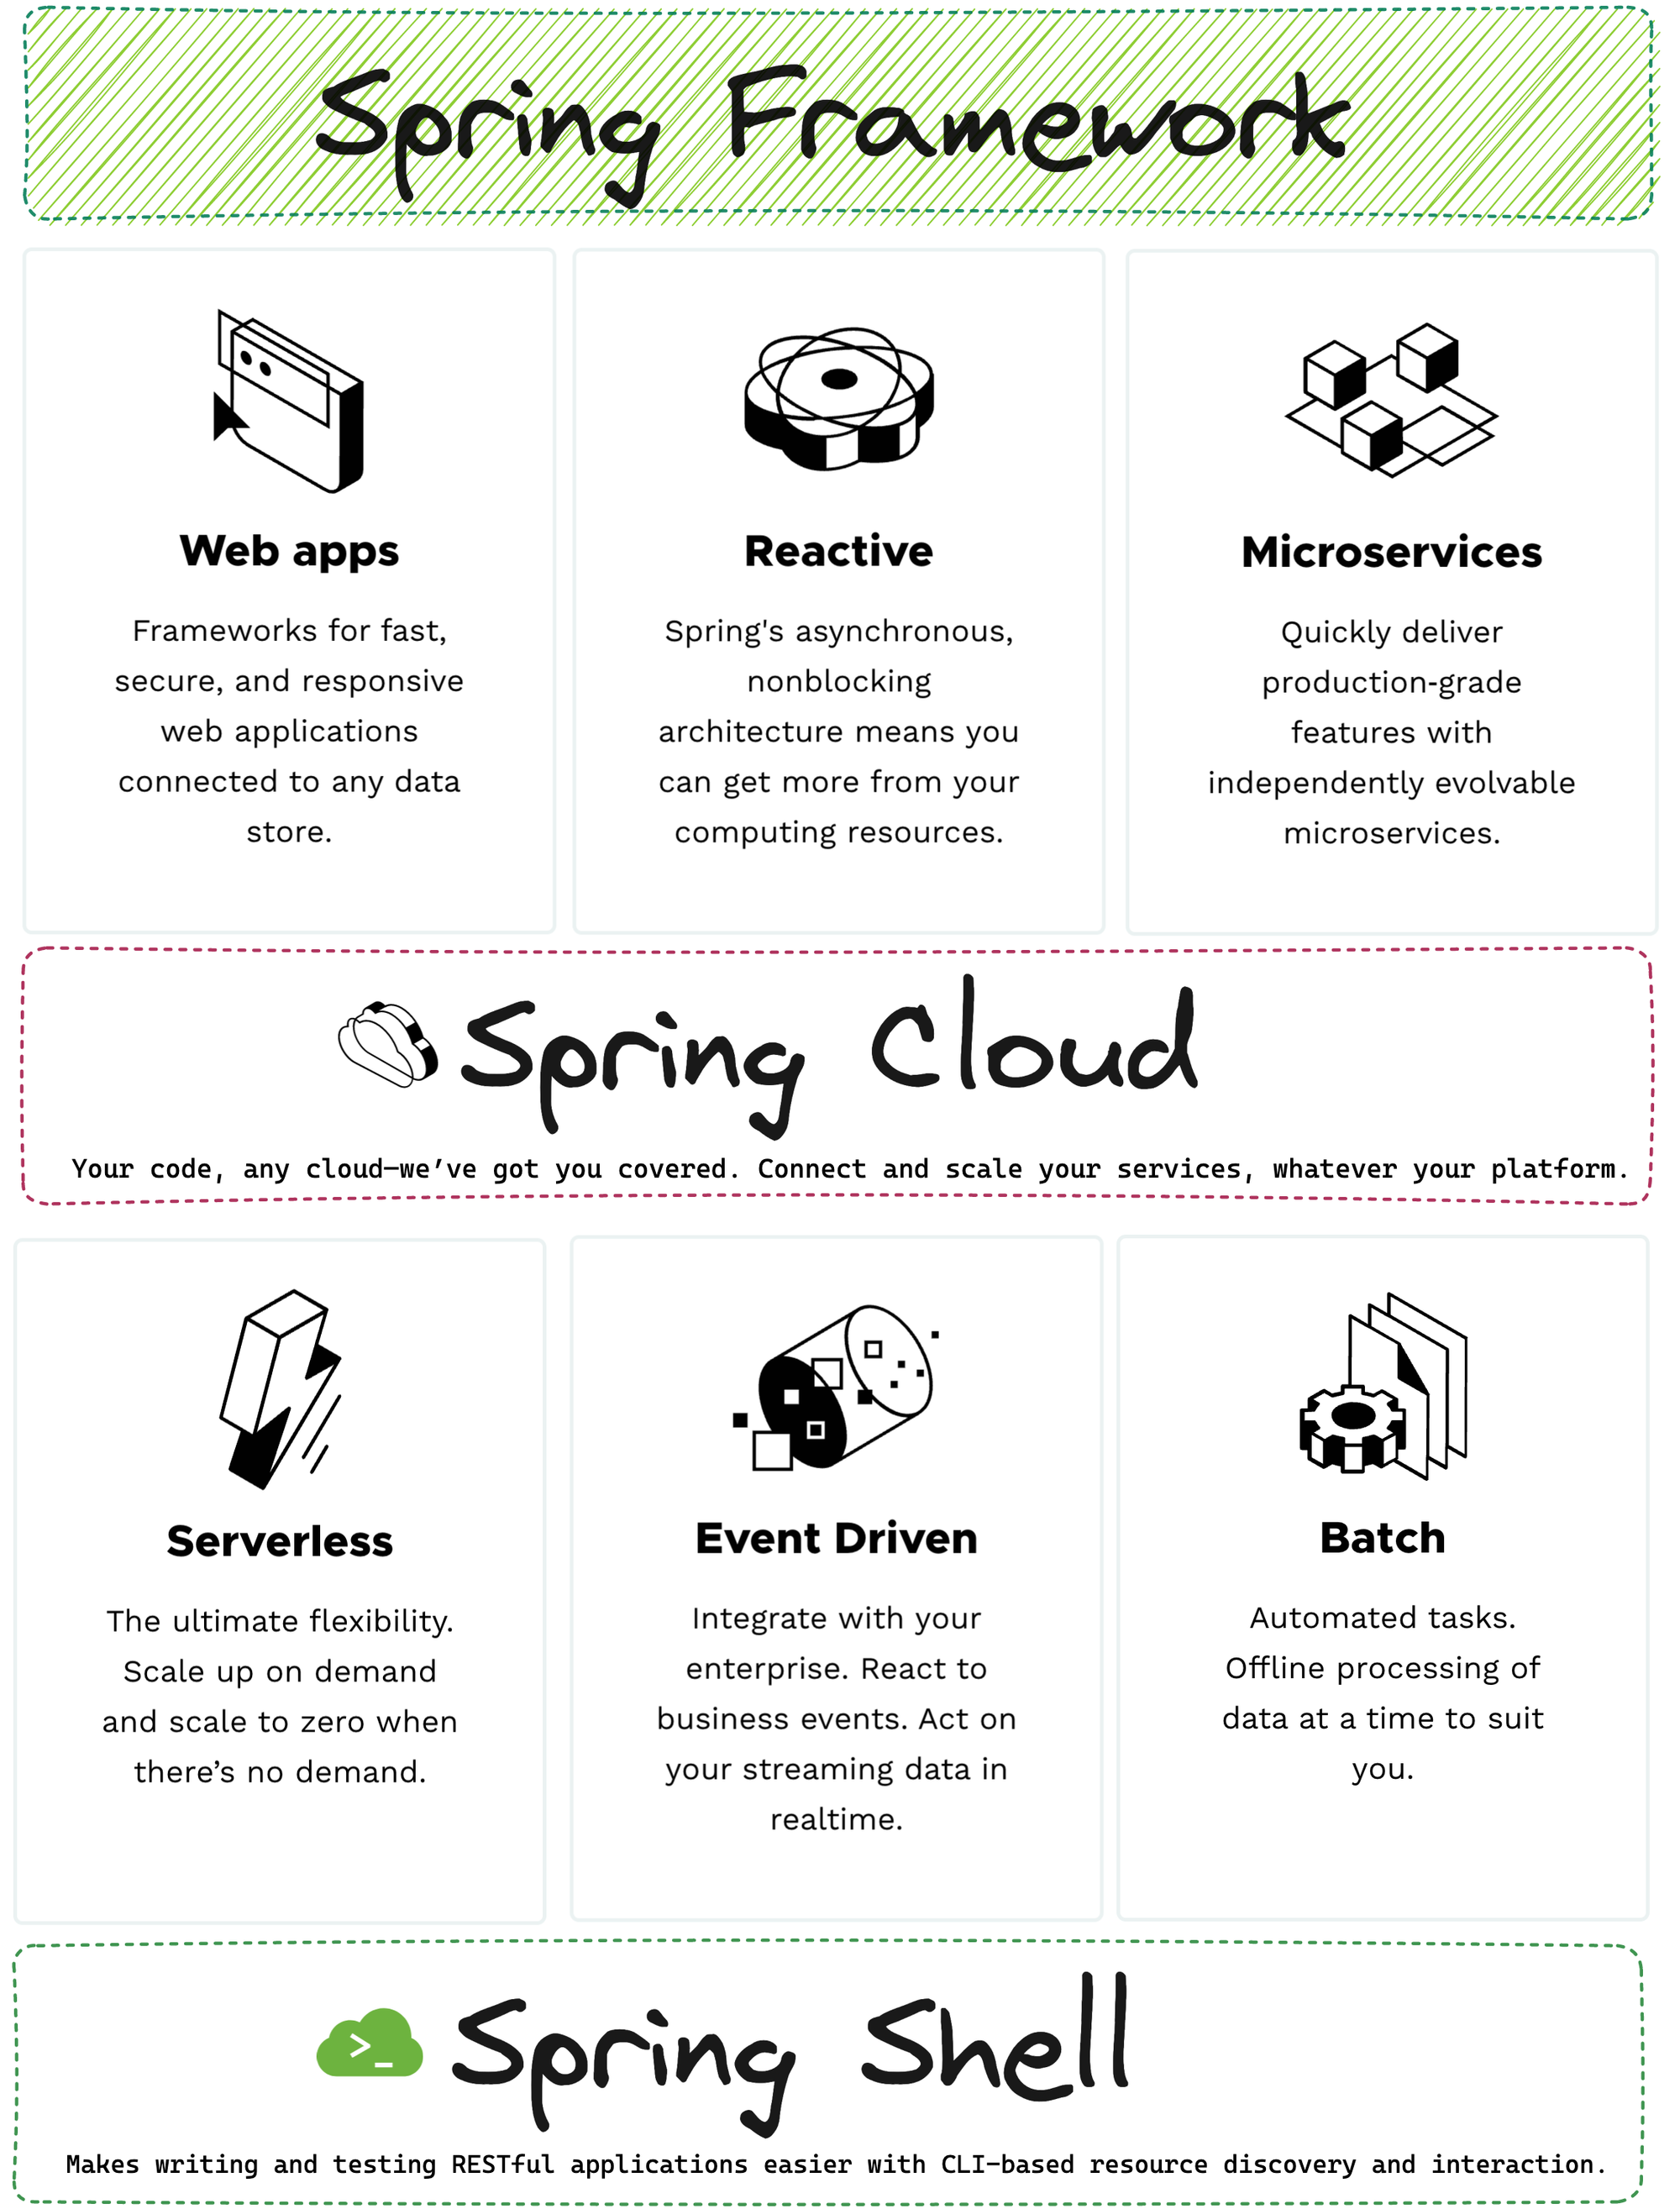 Spring Framework
Web apps
Frameworks for fast,
secure, and responsive
web applications
connected to any data
store.
Reactive
Spring's asynchronous,
nonblocking
architecture means you
can get more from your
computing resources.
Microservices
Quickly deliver
production-grade
features with
independently evolvable
microservices.
Spring Cloud
Your code, any cloud—we’ve got you covered. Connect and scale your services, whatever your platform.
Serverless
The ultimate flexibility.
Scale up on demand
and scale to zero when
there’s no demand.
Event Driven
Integrate with your
enterprise. React to
business events. Act on
your streaming data in
realtime.
Batch
Automated tasks.
Offline processing of
data at a time to suit
you.
>_ Spring Shell
Makes writing and testing RESTful applications easier with CLI-based resource discovery and interaction.